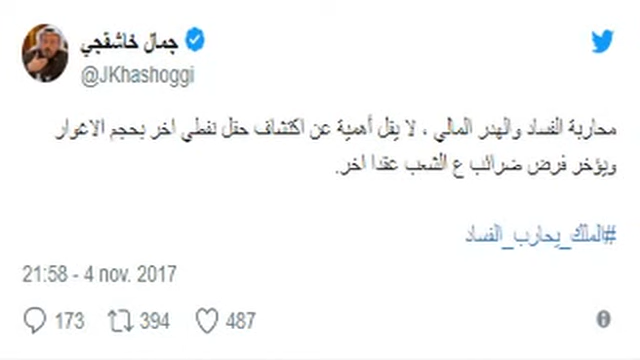 جمال خاشقجي
@JKhashoggi
محاربة الفساد والهدر المالي ، لا يقل أهمية عن اكتشاف حقل نفطي اخر بحجم الاغوار
ويؤخر فرض ضرائب ع الشعب عقدا اخر.
#الملك_يحارب_الفساد
21:58 - 4 nov. 2017
173 394 487